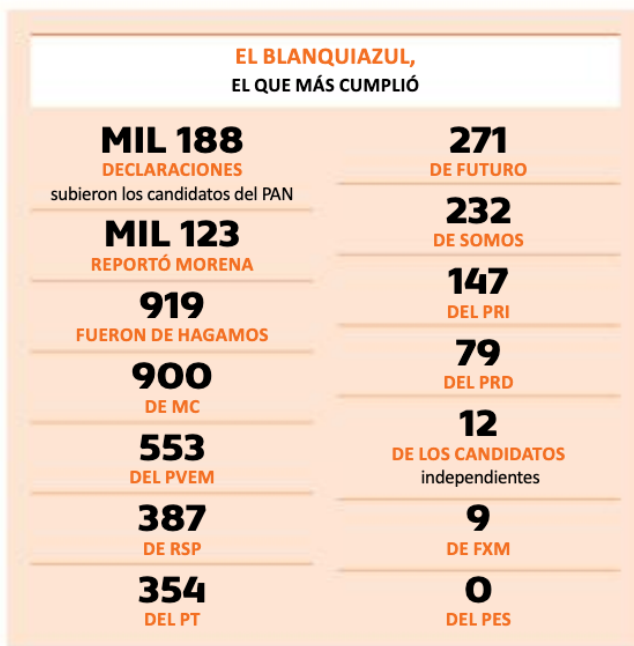 EL BLANQUIAZUL,
EL QUE MÁS CUMPLIÓ
MIL 188
DECLARACIONES
subieron los candidatos del PAN
MIL 123
REPORTÓ MORENA
919
FUERON DE HAGAMOS
900
DE MC
553
DEL PVEM
387
DE RSP
354
DEL PT
271
DE FUTURO
232
DE SOMOS
147
DEL PRI
79
DEL PRD
12
DE LOS CANDIDATOS
independientes
9
DE FXM
0
DEL PES